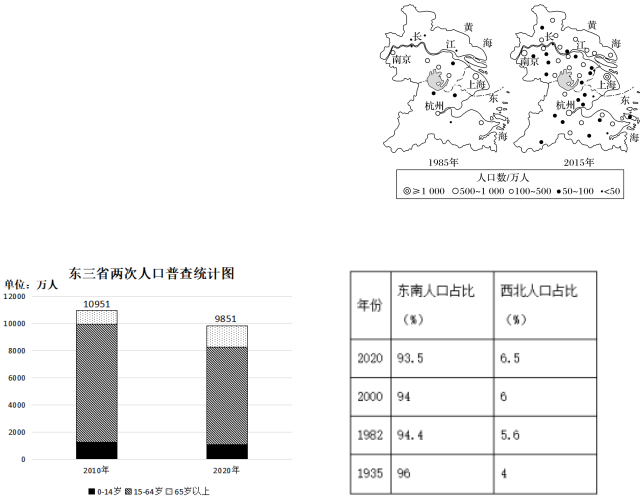 黄
海
长
江
南京
上海
东
杭州
海
1985年
黄
海
长
江
南京
上海
东
杭州
海
2015年
人口数/万人
≥1 000 500~1 000 100~500 50~100 <50
东三省两次人口普查统计图
单位：万人
12000
10000
8000
6000
4000
2000
0
10951
9851
2010年 2020年
0-14岁 15-64岁 65岁以上
年份 东南人口占比（%） 西北人口占比（%）
2020 93.5 6.5
2000 94 6
1982 94.4 5.6
1935 96 4